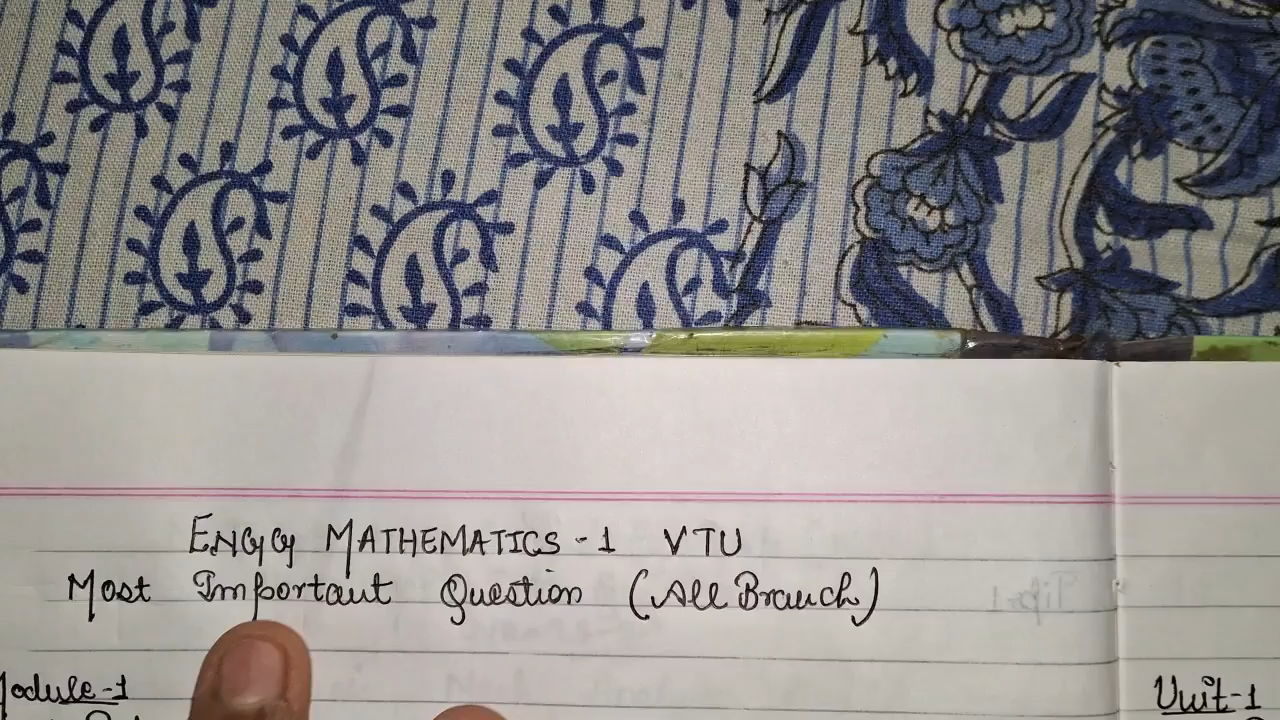 ENGG MATHEMATICS - 1 VTU
Most Important Question (All Branch)
Module-1
Unit-1